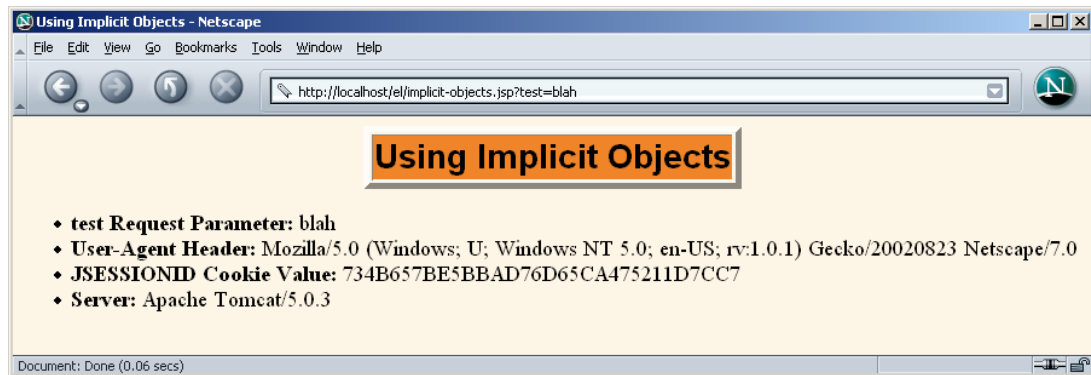 Using Implicit Objects - Netscape
File Edit View Go Bookmarks Tools Window Help
http://localhost/el/implicit-objects.jsp?test=blah
N
Using Implicit Objects
• test Request Parameter: blah
• User-Agent Header: Mozilla/5.0 (Windows; U; Windows NT 5.0; en-US; rv:1.0.1) Gecko/20020823 Netscape/7.0
• JSESSIONID Cookie Value: 734B657BE5BBAD76D65CA475211D7CC7
• Server: Apache Tomcat/5.0.3
Document: Done (0.06 secs)